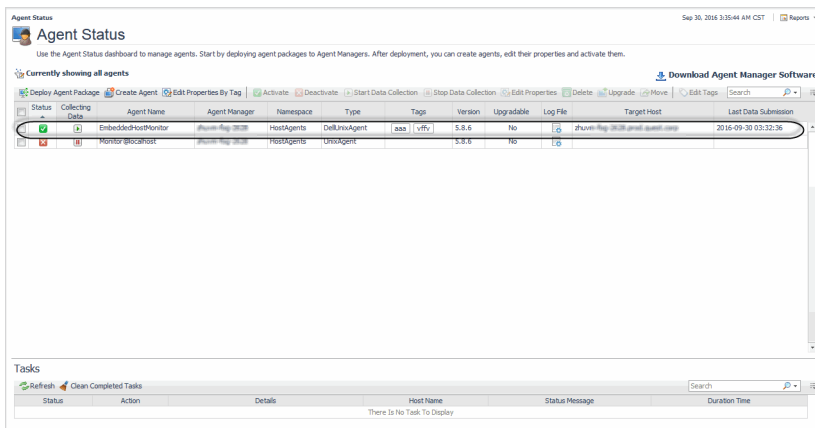 Agent Status
Sep 30, 2016 3:35:44 AM CST Reports
Agent Status
Use the Agent Status dashboard to manage agents. Start by deploying agent packages to Agent Managers. After deployment, you can create agents, edit their properties and activate them.
Currently showing all agents
Download Agent Manager Software
Deploy Agent Package Create Agent Edit Properties By Tag Activate Deactivate Start Data Collection Stop Data Collection Edit Properties Delete Upgrade Move Edit Tags Search
Status Collecting Data Agent Name Agent Manager Namespace Type Tags Version Upgradable Log File Target Host Last Data Submission
EmbeddedHostMonitor HostAgents DellUnixAgent aaa vffv 5.8.6 No 2016-09-30 03:32:36
Monitor@localhost HostAgents UnixAgent 5.8.6 No
Tasks
Refresh Clean Completed Tasks Search
Status Action Details Host Name Status Message Duration Time
There Is No Task To Display